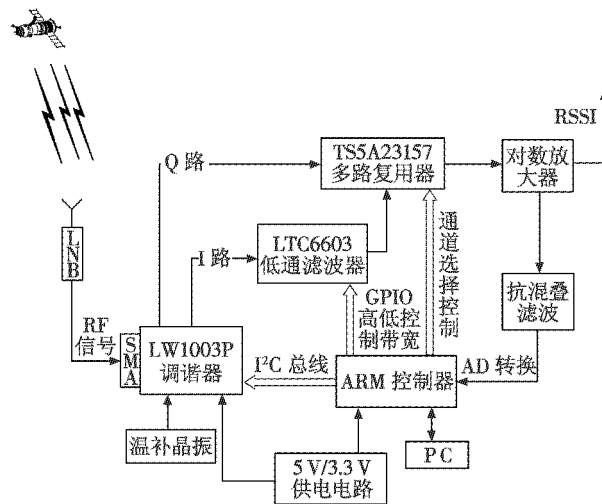 RSSI
Q 路
TS5A23157
多路复用器
对数放
大器
LNB
I 路
LTC6603
低通滤波器
通道选择控制
GPIO
高低控
制带宽
抗混叠
滤波
RF
信号
SMA
LW1003P
调谐器
I²C 总线
ARM 控制器
AD 转换
温补晶振
5 V/3.3 V
供电电路
PC